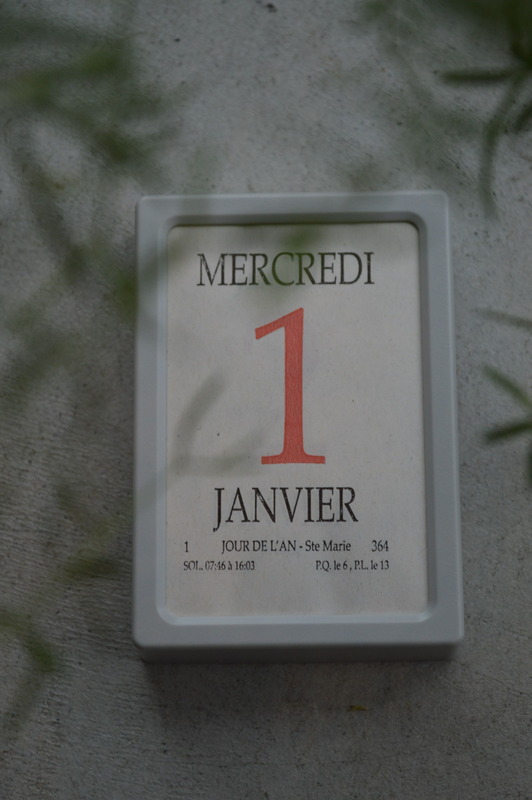 MERCREDI
1
JANVIER
1 JOUR DE L'AN - Ste Marie 364
SOL. 07:46 à 16:03 P.Q. le 6 , P.L. le 13